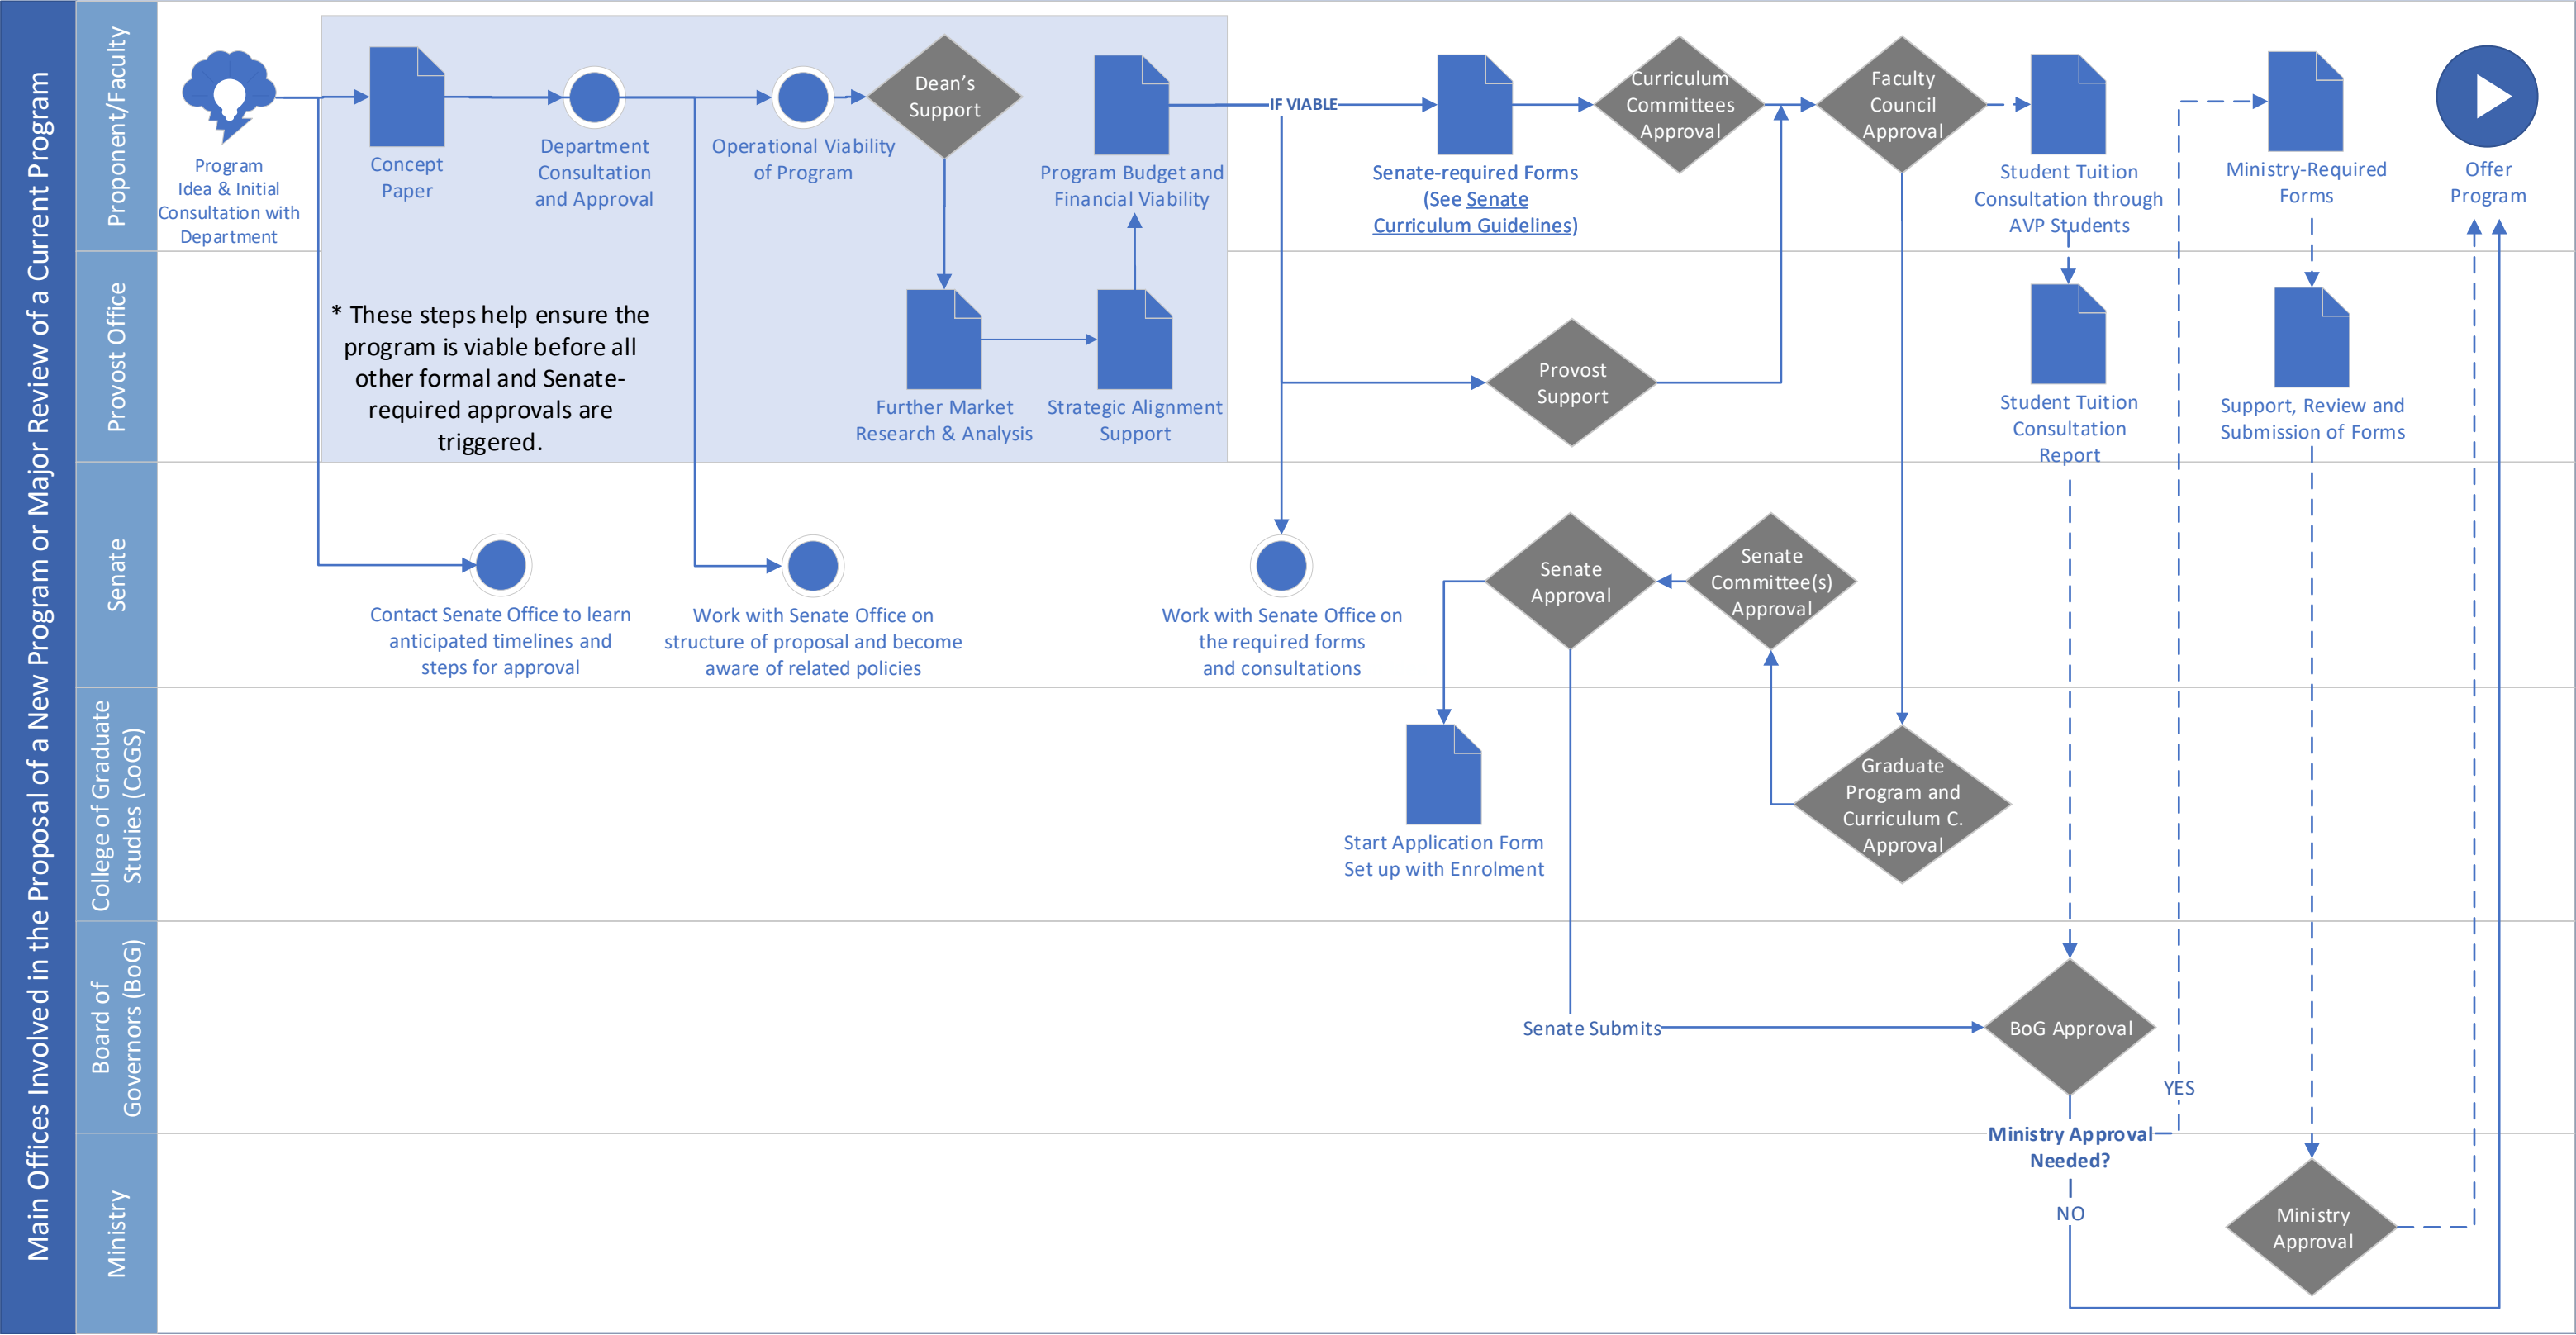 Main Offices Involved in the Proposal of a New Program or Major Review of a Current Program
Proponent/Faculty
Program
Idea & Initial
Consultation with
Department
Concept
Paper
Department
Consultation
and Approval
Operational Viability
of Program
Dean's
Support
Program Budget and
Financial Viability
IF VIABLE
Senate-required Forms
(See Senate
Curriculum Guidelines)
Curriculum
Committees
Approval
Faculty
Council
Approval
Student Tuition
Consultation through
AVP Students
Ministry-Required
Forms
Offer
Program
Provost Office
* These steps help ensure the
program is viable before all
other formal and Senate-
required approvals are
triggered.
Further Market
Research & Analysis
Strategic Alignment
Support
Provost
Support
Student Tuition
Consultation
Report
Support, Review and
Submission of Forms
Senate
Contact Senate Office to learn
anticipated timelines and
steps for approval
Work with Senate Office on
structure of proposal and become
aware of related policies
Work with Senate Office on
the required forms
and consultations
Senate
Approval
Senate
Committee(s)
Approval
College of Graduate
Studies (CoGS)
Start Application Form
Set up with Enrolment
Graduate
Program and
Curriculum C.
Approval
Board of
Governors (BoG)
Senate Submits
BoG Approval
YES
Ministry
Ministry Approval
Needed?
NO
Ministry
Approval